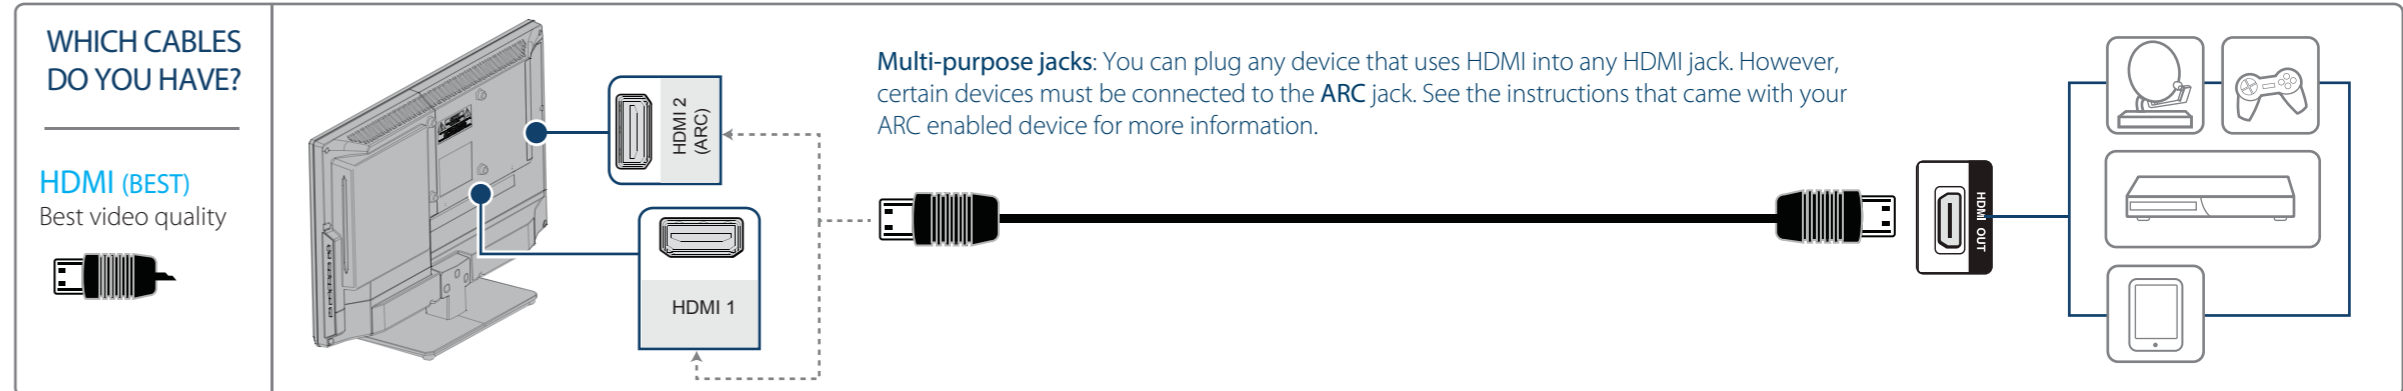 WHICH CABLES
DO YOU HAVE?
HDMI (BEST)
Best video quality
HDMI 2
(ARC)
HDMI 1
Multi-purpose jacks: You can plug any device that uses HDMI into any HDMI jack. However,
certain devices must be connected to the ARC jack. See the instructions that came with your
ARC enabled device for more information.
HDMI OUT